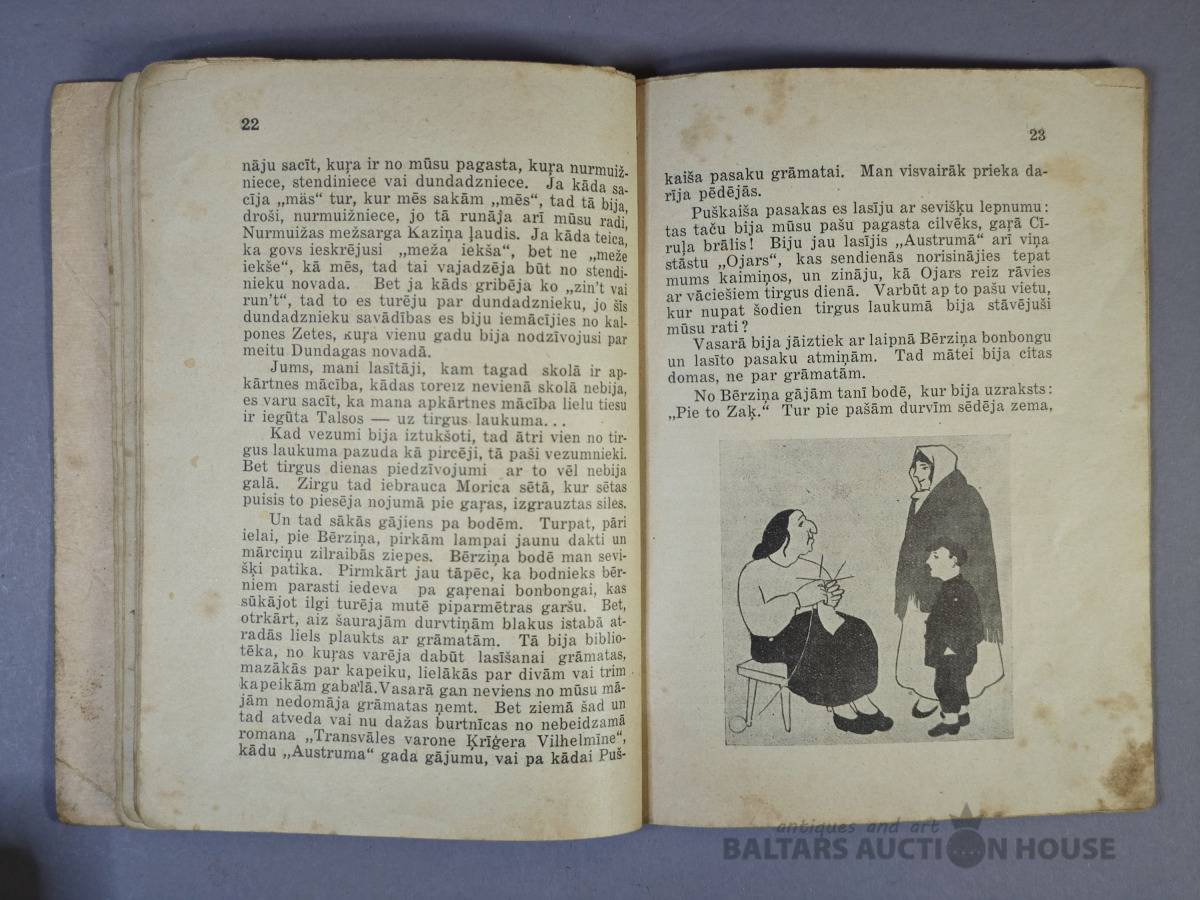 22
nāju sacīt, kuŗa ir no mūsu pagasta, kuŗa nurmuiž-
niece, stendiniece vai dundadzniece. Ja kāda sa-
cīja „mäs“ tur, kur mēs sakām „mēs“, tad tā bija,
droši, nurmuižniece, jo tā runāja arī mūsu radi,
Nurmuižas mežsarga Kaziņa ļaudis. Ja kāda teica,
ka govs ieskrējusi „meža iekša“, bet ne „meže
iekše“, kā mēs, tad tai vajadzēja būt no stendi-
nieku novada. Bet ja kāds gribēja ko „zin't vai
run't“, tad to es turēju par dundadznieku, jo šīs
dundadznieku savādības es biju iemācījies no kal-
pones Zetes, kuŗa vienu gadu bija nodzīvojusi par
meitu Dundagas novadā.
Jums, mani lasītāji, kam tagad skolā ir ap-
kārtnes mācība, kādas toreiz nevienā skolā nebija,
es varu sacīt, ka mana apkārtnes mācība lielu tiesu
ir iegūta Talsos — uz tirgus laukuma...
Kad vezumi bija iztukšoti, tad ātri vien no tir-
gus laukuma pazuda kā pircēji, tā paši vezumnieki.
Bet tirgus dienas piedzīvojumi ar to vēl nebija
galā. Zirgu tad iebrauca Morica sētā, kur sētas
puisis to piesēja nojumā pie gaŗas, izgrauztas siles.
Un tad sākās gājiens pa bodēm. Turpat, pāri
ielai, pie Bērziņa, pirkām lampai jaunu dakti un
mārciņu zilraibās ziepes. Bērziņa bodē man sevi-
šķi patika. Pirmkārt jau tāpēc, ka bodnieks bēr-
niem parasti iedeva pa gaŗenai bonbongai, kas
sūkājot ilgi turēja mutē piparmētras garšu. Bet,
otrkārt, aiz šaurajām durvtiņām blakus istabā at-
radās liels plaukts ar grāmatām. Tā bija biblio-
tēka, no kuŗas varēja dabūt lasīšanai grāmatas,
mazākās par kapeiku, lielākās par divām vai trim
kapeikām gabalā. Vasarā gan neviens no mūsu mā-
jām nedomāja grāmatas ņemt. Bet ziemā šad un
tad atveda vai nu dažas burtnīcas no nebeidzamā
romana „Transvāles varone Ķrīģera Vilhelmīne“,
kādu „Austruma“ gada gājumu, vai pa kādai Puš-
23
kaiša pasaku grāmatai. Man visvairāk prieka da-
rīja pēdējās.
Puškaiša pasakas es lasīju ar sevišķu lepnumu:
tas taču bija mūsu pašu pagasta cilvēks, gaŗā Cī-
ruļa brālis! Biju jau lasījis „Austrumā“ arī viņa
stāstu „Ojars“, kas sendienās norisinājies tepat
mums kaimiņos, un zināju, kā Ojars reiz rāvies
ar vāciešiem tirgus dienā. Varbūt ap to pašu vietu,
kur nupat šodien tirgus laukumā bija stāvējuši
mūsu rati?
Vasarā bija jāiztiek ar laipnā Bērziņa bonbongu
un lasīto pasaku atmiņām. Tad mātei bija citas
domas, ne par grāmatām.
No Bērziņa gājām tanī bodē, kur bija uzraksts:
„Pie to Zaķ.“ Tur pie pašām durvīm sēdēja zema,
antiques and art
BALTARS AUCTION HOUSE